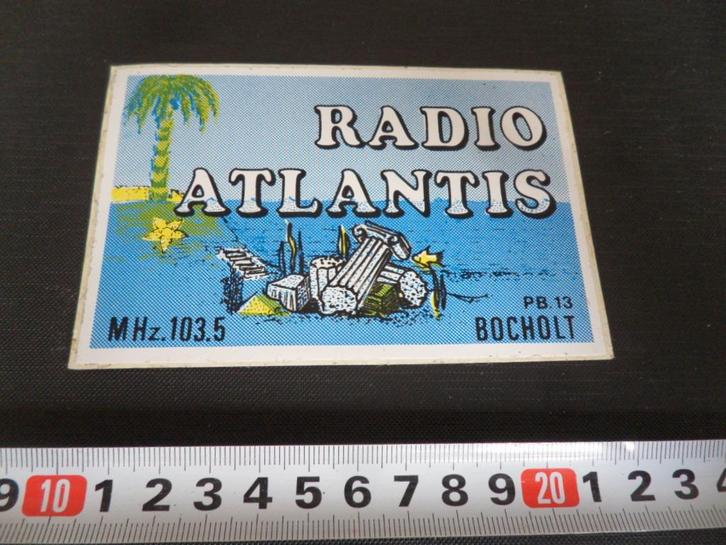 RADIO
ATLANTIS
PB.13
MHz.103.5 BOCHOLT
9 10 1 2 3 4 5 6 7 8 9 20 1 2 3 4